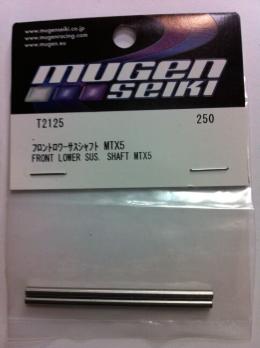 www.mugenseiki.co.jp
www.mugenracing.com
www.mugen.eu
mugen
SEIKI
T2125 250
フロントロワーサスシャフト MTX5
FRONT LOWER SUS. SHAFT MTX5